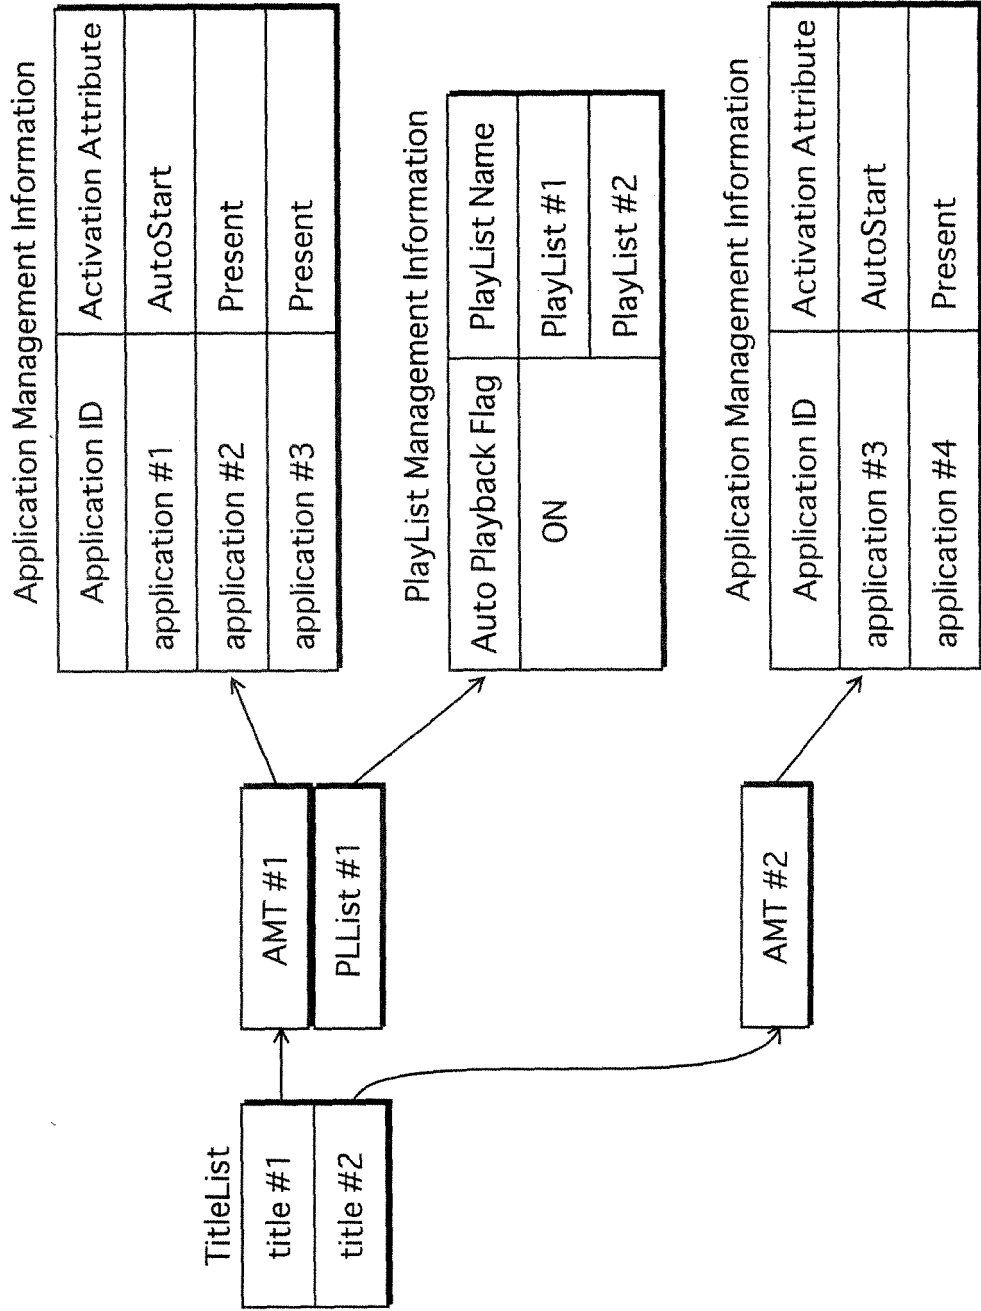 TitleList
title #1
title #2
AMT #1
PLList #1
AMT #2
Application Management Information
Application ID Activation Attribute
application #1 AutoStart
application #2 Present
application #3 Present
PlayList Management Information
Auto Playback Flag PlayList Name
ON PlayList #1
PlayList #2
Application Management Information
Application ID Activation Attribute
application #3 AutoStart
application #4 Present